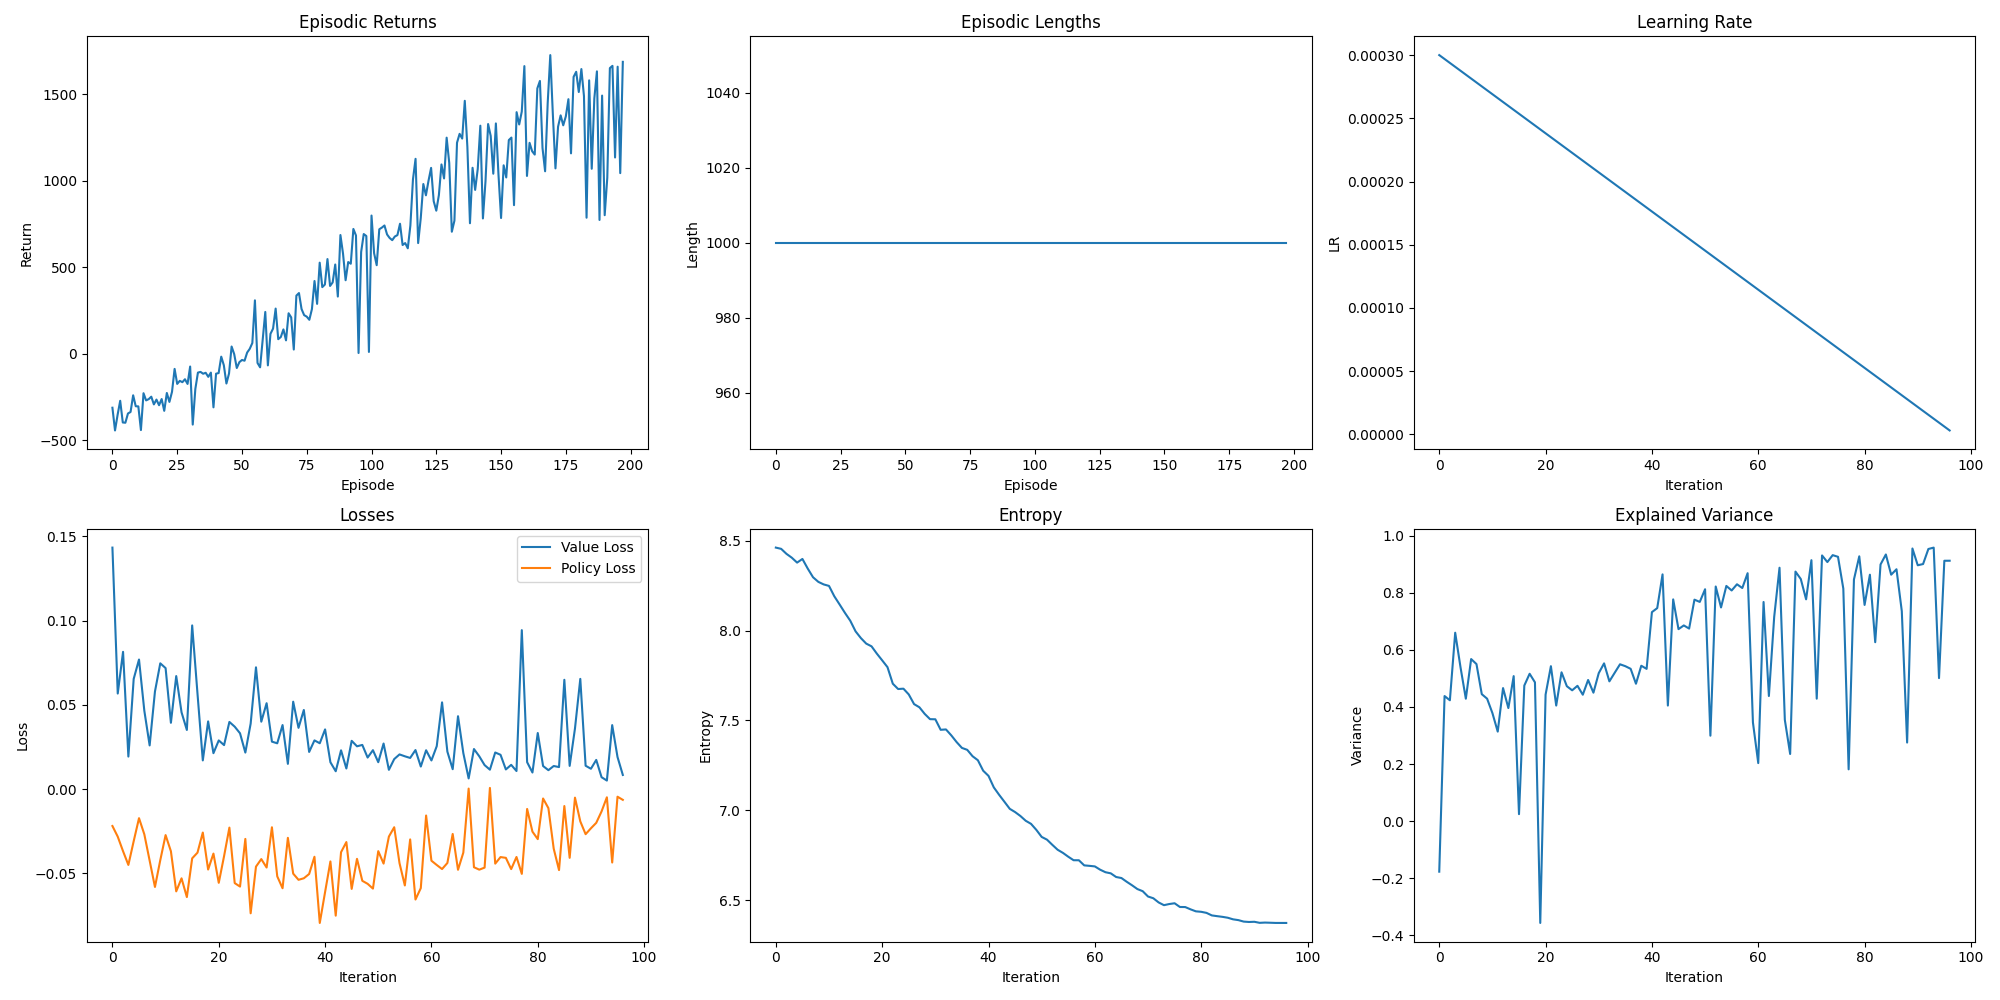 Episodic Returns
Return
1500
1000
500
0
−500
0 25 50 75 100 125 150 175 200
Episode
Episodic Lengths
Length
1040
1020
1000
980
960
0 25 50 75 100 125 150 175 200
Episode
Learning Rate
LR
0.00030
0.00025
0.00020
0.00015
0.00010
0.00005
0.00000
0 20 40 60 80 100
Iteration
Losses
Value Loss
Policy Loss
Loss
0.15
0.10
0.05
0.00
−0.05
0 20 40 60 80 100
Iteration
Entropy
Entropy
8.5
8.0
7.5
7.0
6.5
0 20 40 60 80 100
Iteration
Explained Variance
Variance
1.0
0.8
0.6
0.4
0.2
0.0
−0.2
−0.4
0 20 40 60 80 100
Iteration